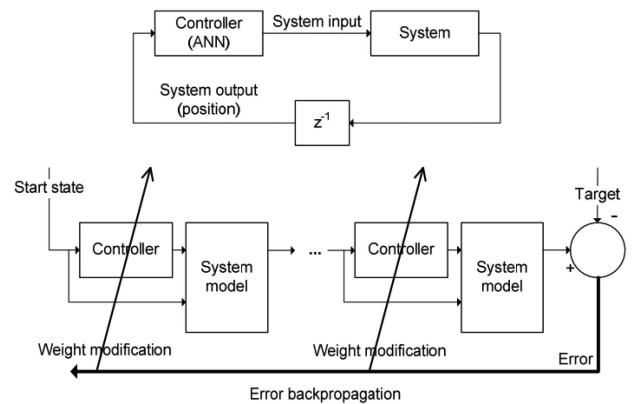 Controller
(ANN)
System input
System
System output
(position)
z-1
Start state
Target
-
Controller
System
model
...
Controller
System
model
+
Weight modification
Weight modification
Error
Error backpropagation